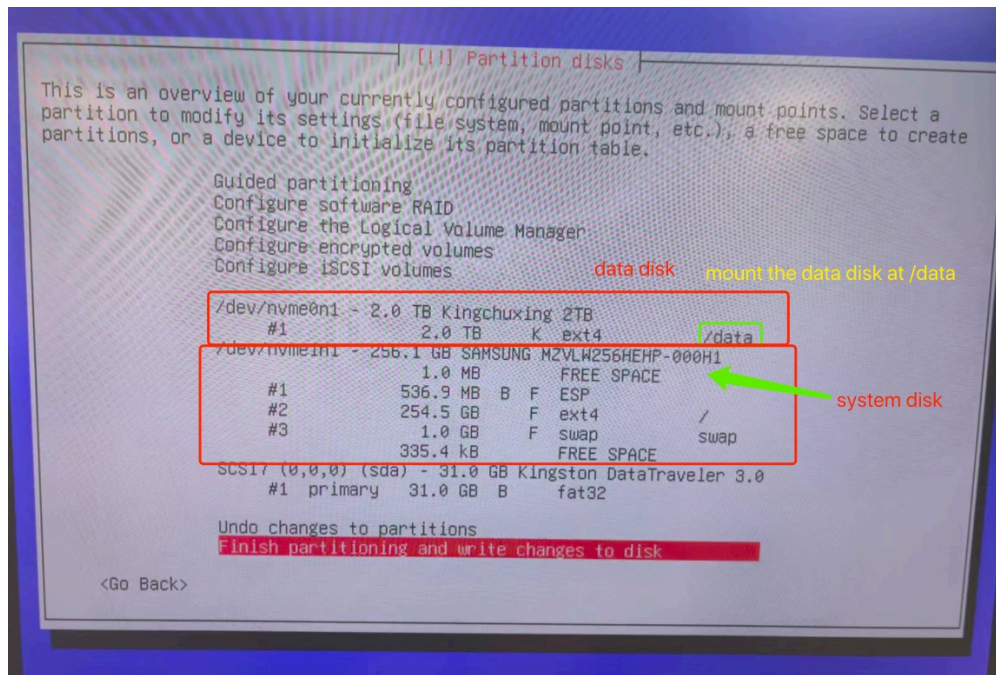 [!!] Partition disks
This is an overview of your currently configured partitions and mount points. Select a
partition to modify its settings (file system, mount point, etc.), a free space to create
partitions, or a device to initialize its partition table.
Guided partitioning
Configure software RAID
Configure the Logical Volume Manager
Configure encrypted volumes
Configure iSCSI volumes
data disk
mount the data disk at /data
/dev/nvme0n1 - 2.0 TB Kingchuxing 2TB
#1 2.0 TB K ext4 /data
/dev/nvme1n1 - 256.1 GB SAMSUNG MZVLW256HEHP-000H1
1.0 MB FREE SPACE
#1 536.9 MB B F ESP
system disk
#2 254.5 GB F ext4 /
#3 1.0 GB F swap swap
335.4 kB FREE SPACE
SCSI7 (0,0,0) (sda) - 31.0 GB Kingston DataTraveler 3.0
#1 primary 31.0 GB B fat32
Undo changes to partitions
Finish partitioning and write changes to disk
<Go Back>